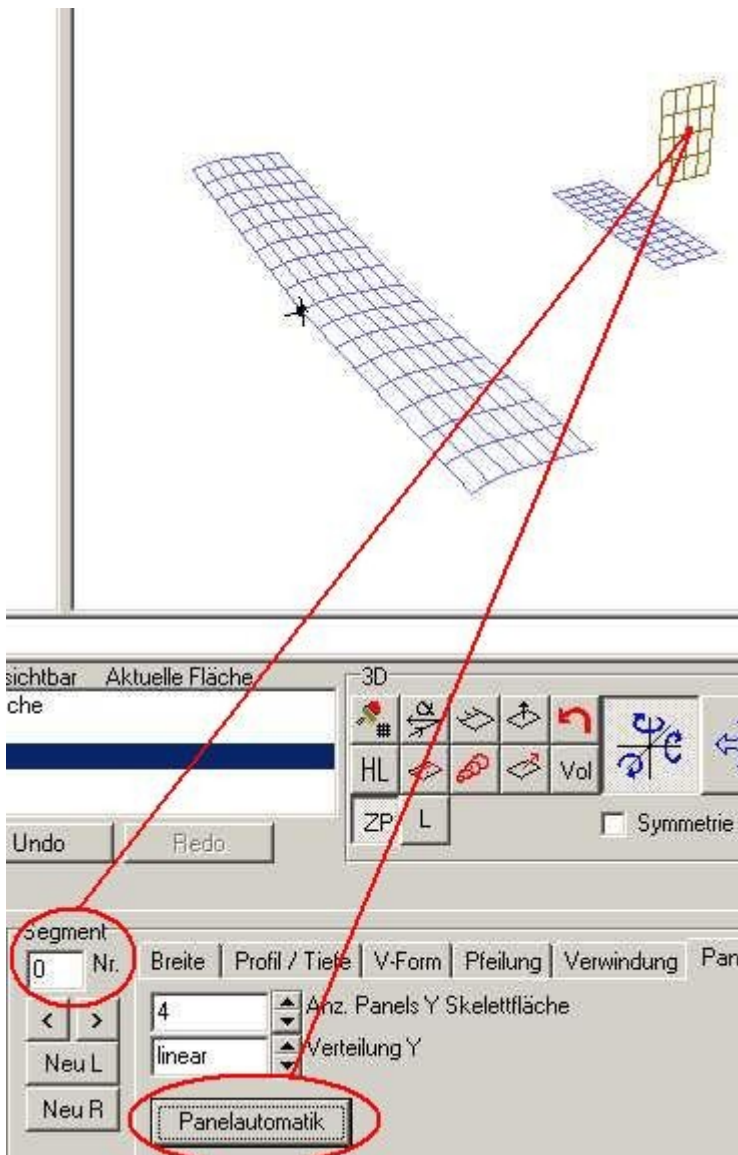 sichtbar Aktuelle Fläche
che
3D
α
#
HL
Vol
ZP L
Symmetrie
Undo Redo
Segment
0 Nr.
Breite Profil / Tiefe V-Form Pfeilung Verwindung Pan
< >
4 Anz. Panels Y Skelettfläche
linear Verteilung Y
Neu L
Neu R
Panelautomatik